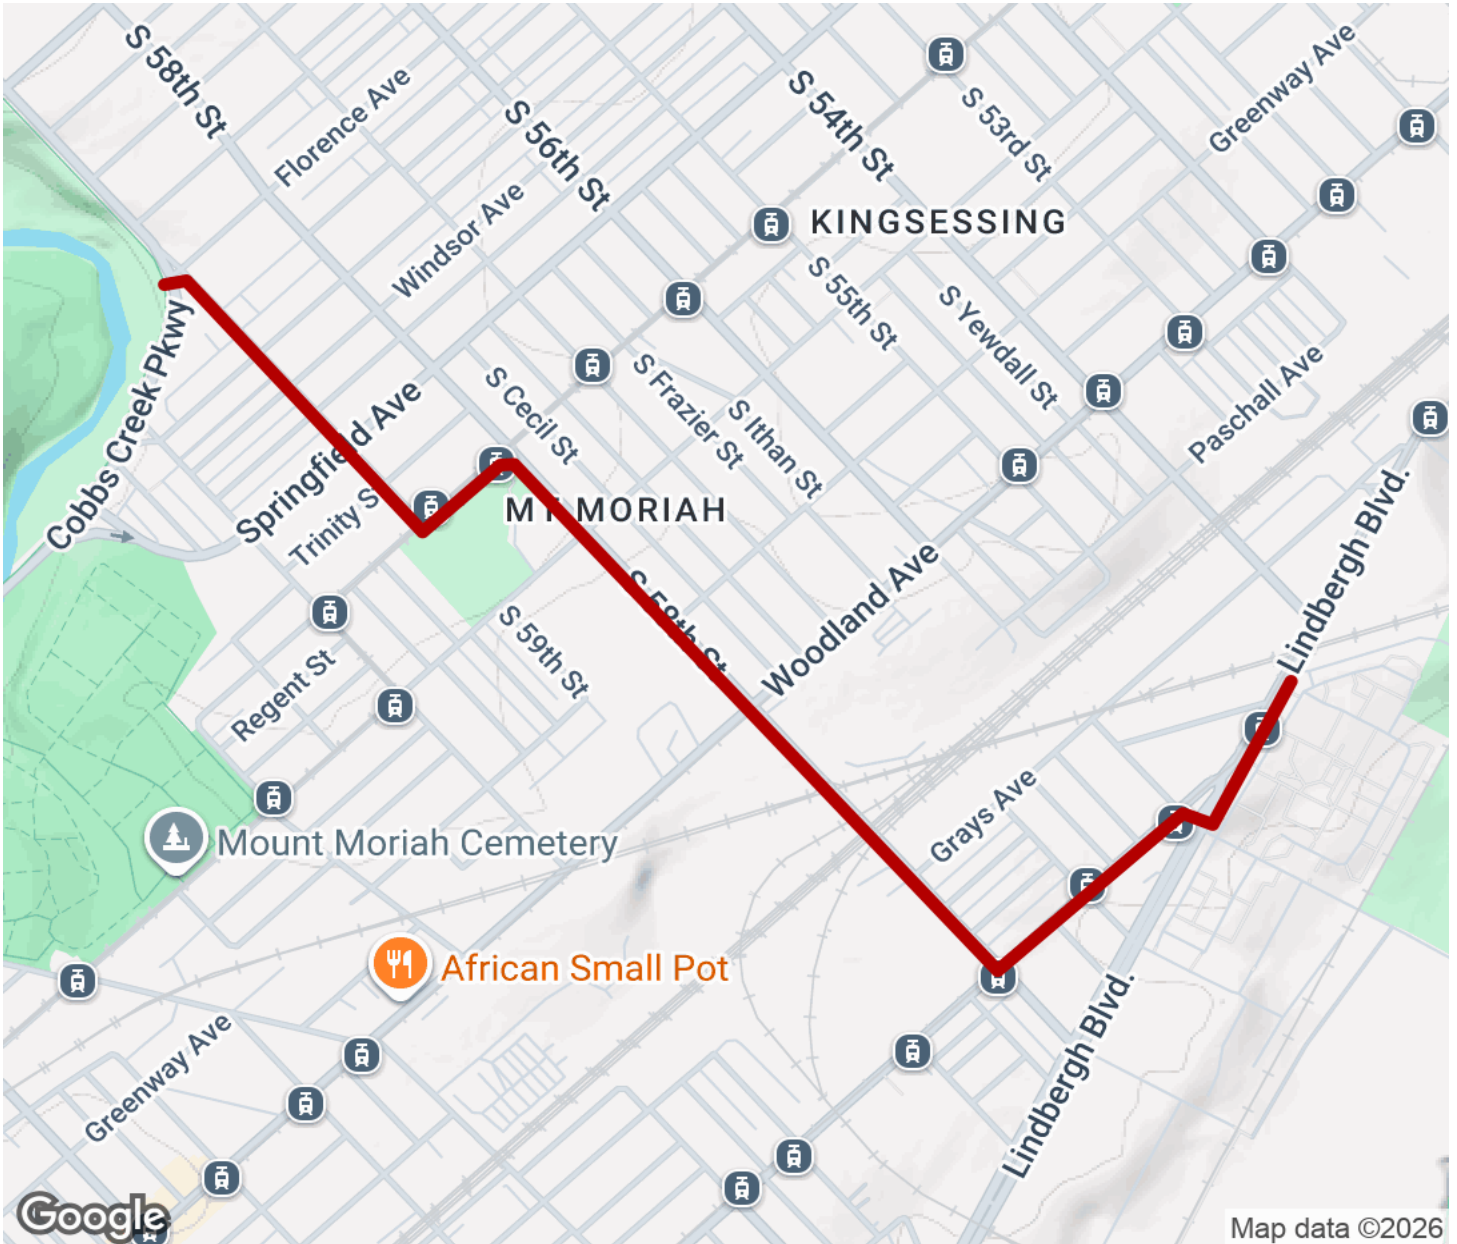 S 58th St
Florence Ave
S 56th St
Windsor Ave
S 54th St
S 53rd St
Greenway Ave
KINGSESSING
S 55th St
S Yewdall St
Paschall Ave
Cobbs Creek Pkwy
Springfield Ave
Trinity S
S Cecil St
S Frazier St
S Ithan St
MT MORIAH
S 58th St
Woodland Ave
Lindbergh Blvd.
S 59th St
Regent St
Grays Ave
Mount Moriah Cemetery
African Small Pot
Greenway Ave
Lindbergh Blvd.
Google
Map data ©2026